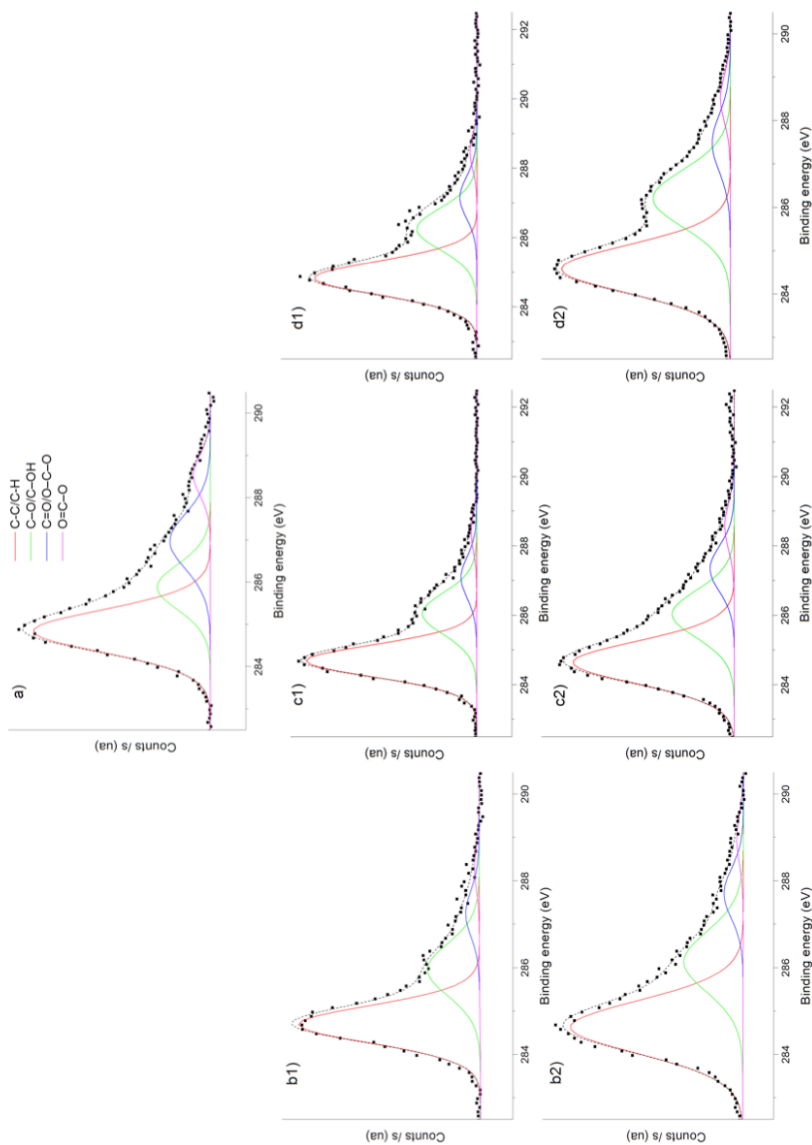 a)
C-C/C-H
C–O/C–OH
C=O/O–C–O
O=C–O
Counts /s (ua)
284
286
288
290
Binding energy (eV)
b1)
Counts /s (ua)
284
286
288
290
Binding energy (eV)
c1)
Counts /s (ua)
284
286
288
290
292
Binding energy (eV)
d1)
Counts /s (ua)
284
286
288
290
292
Binding energy (eV)
b2)
Counts /s (ua)
284
286
288
290
Binding energy (eV)
c2)
Counts /s (ua)
284
286
288
290
292
Binding energy (eV)
d2)
Counts /s (ua)
284
286
288
290
Binding energy (eV)